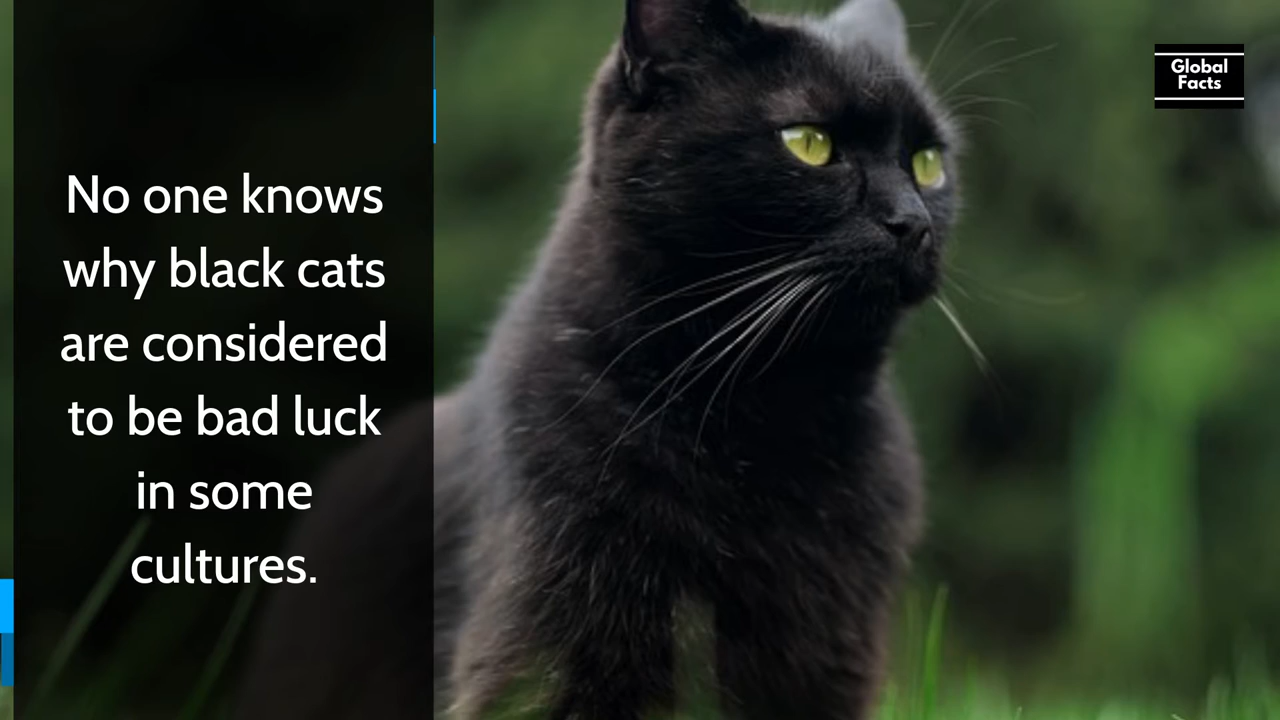 No one knows
why black cats
are considered
to be bad luck
in some
cultures.
Global
Facts